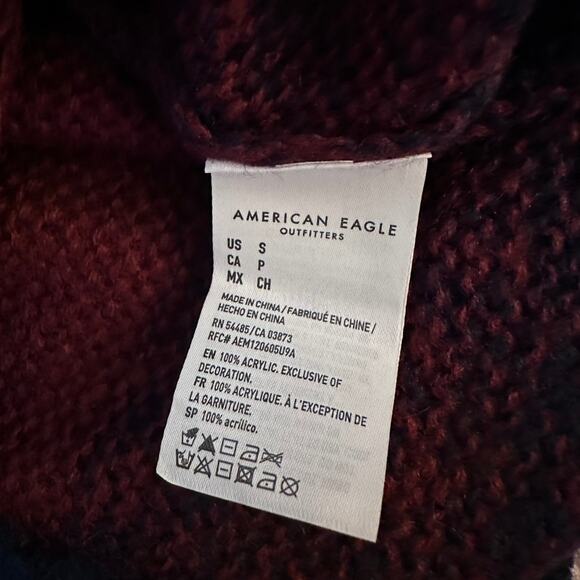 AMERICAN EAGLE
OUTFITTERS
US S
CA P
MX CH
MADE IN CHINA / FABRIQUÉ EN CHINE /
HECHO EN CHINA
RN 54485 / CA 03873
RFC# AEM120605U9A
EN 100% ACRYLIC. EXCLUSIVE OF
DECORATION.
FR 100% ACRYLIQUE. À L'EXCEPTION DE
LA GARNITURE.
SP 100% acrílico.